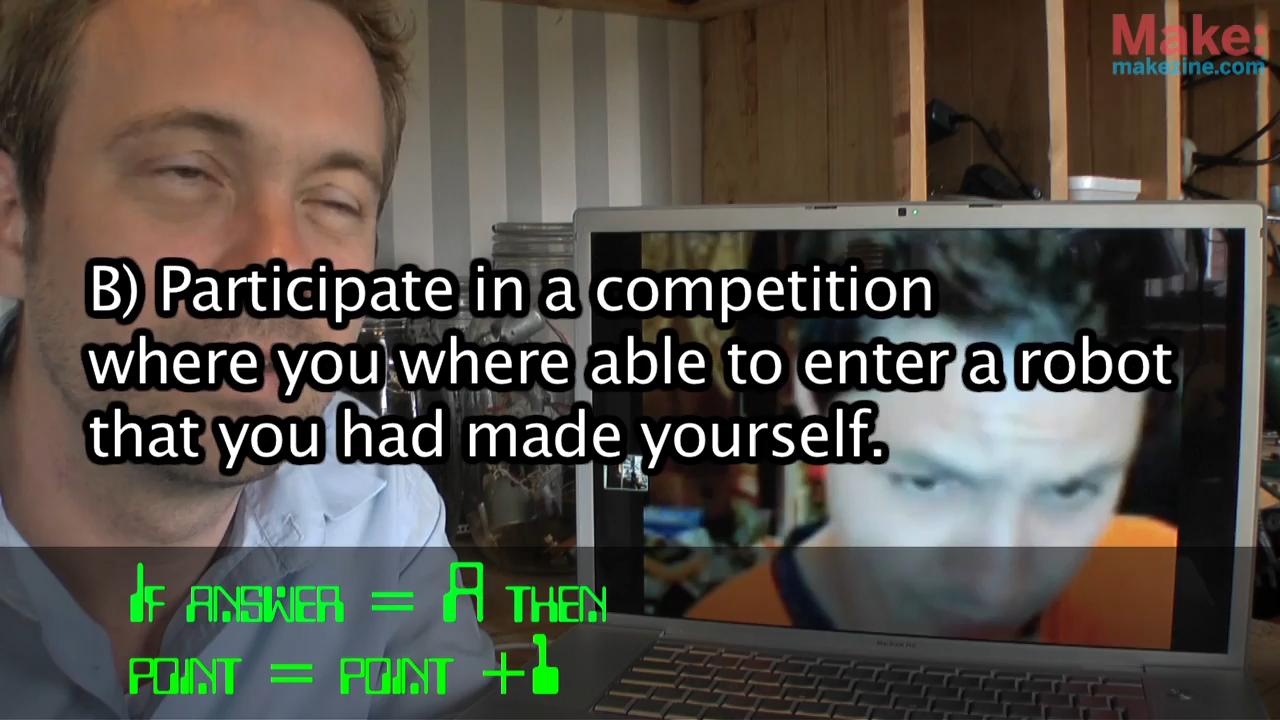 Make:
makezine.com
B) Participate in a competition
where you where able to enter a robot
that you had made yourself.
If answer = A then
point = point +1